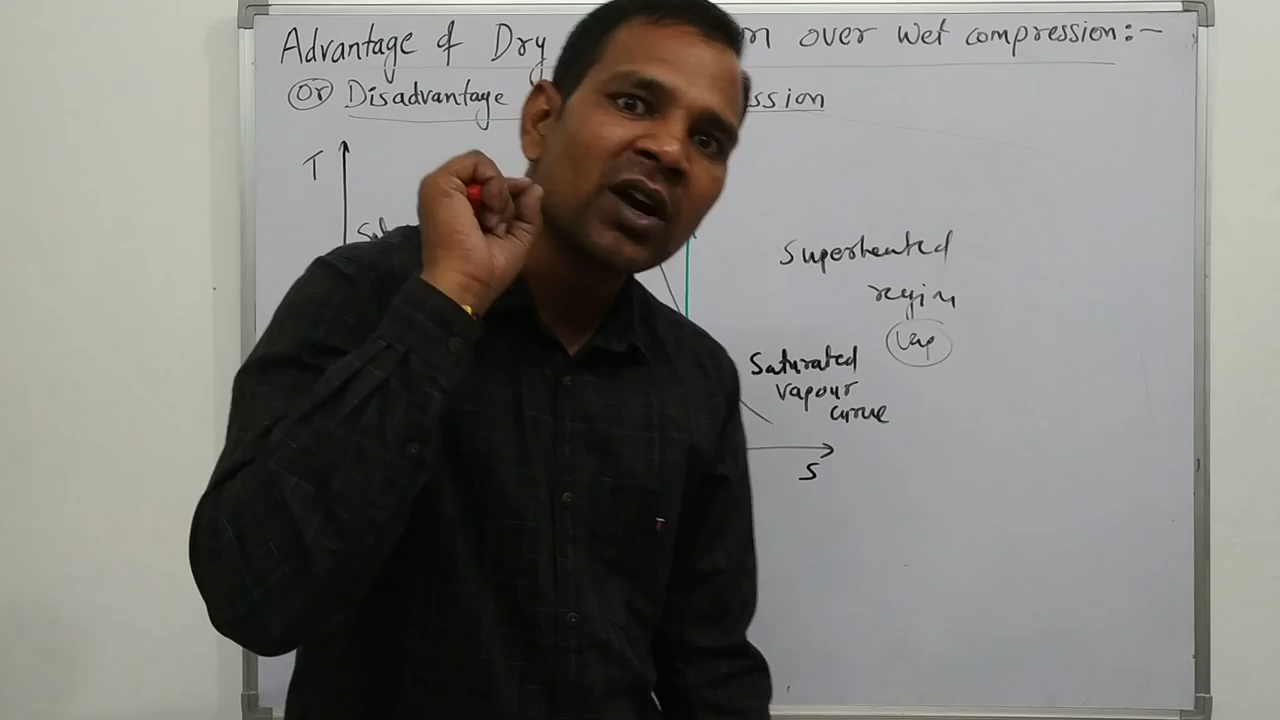 Advantage of Dry over Wet compression:-
Or Disadvantage ssion
T
Superheated
region
Vap
Saturated
vapour
curve
S